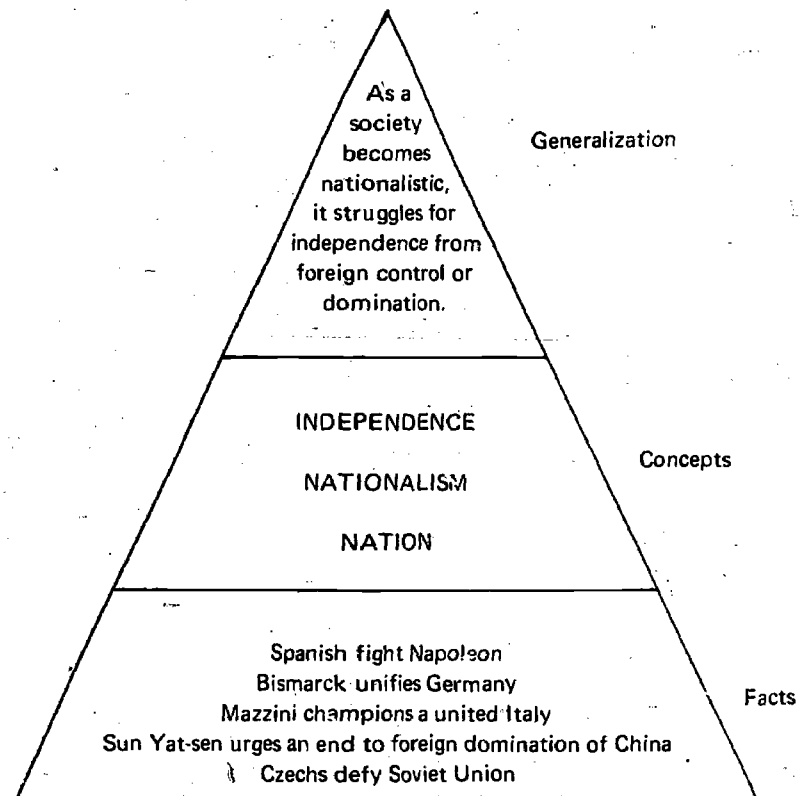 As a
society
becomes
nationalistic,
it struggles for
independence from
foreign control or
domination.
Generalization
INDEPENDENCE
NATIONALISM
NATION
Concepts
Spanish fight Napoleon
Bismarck unifies Germany
Mazzini champions a united Italy
Sun Yat-sen urges an end to foreign domination of China
Czechs defy Soviet Union
Facts